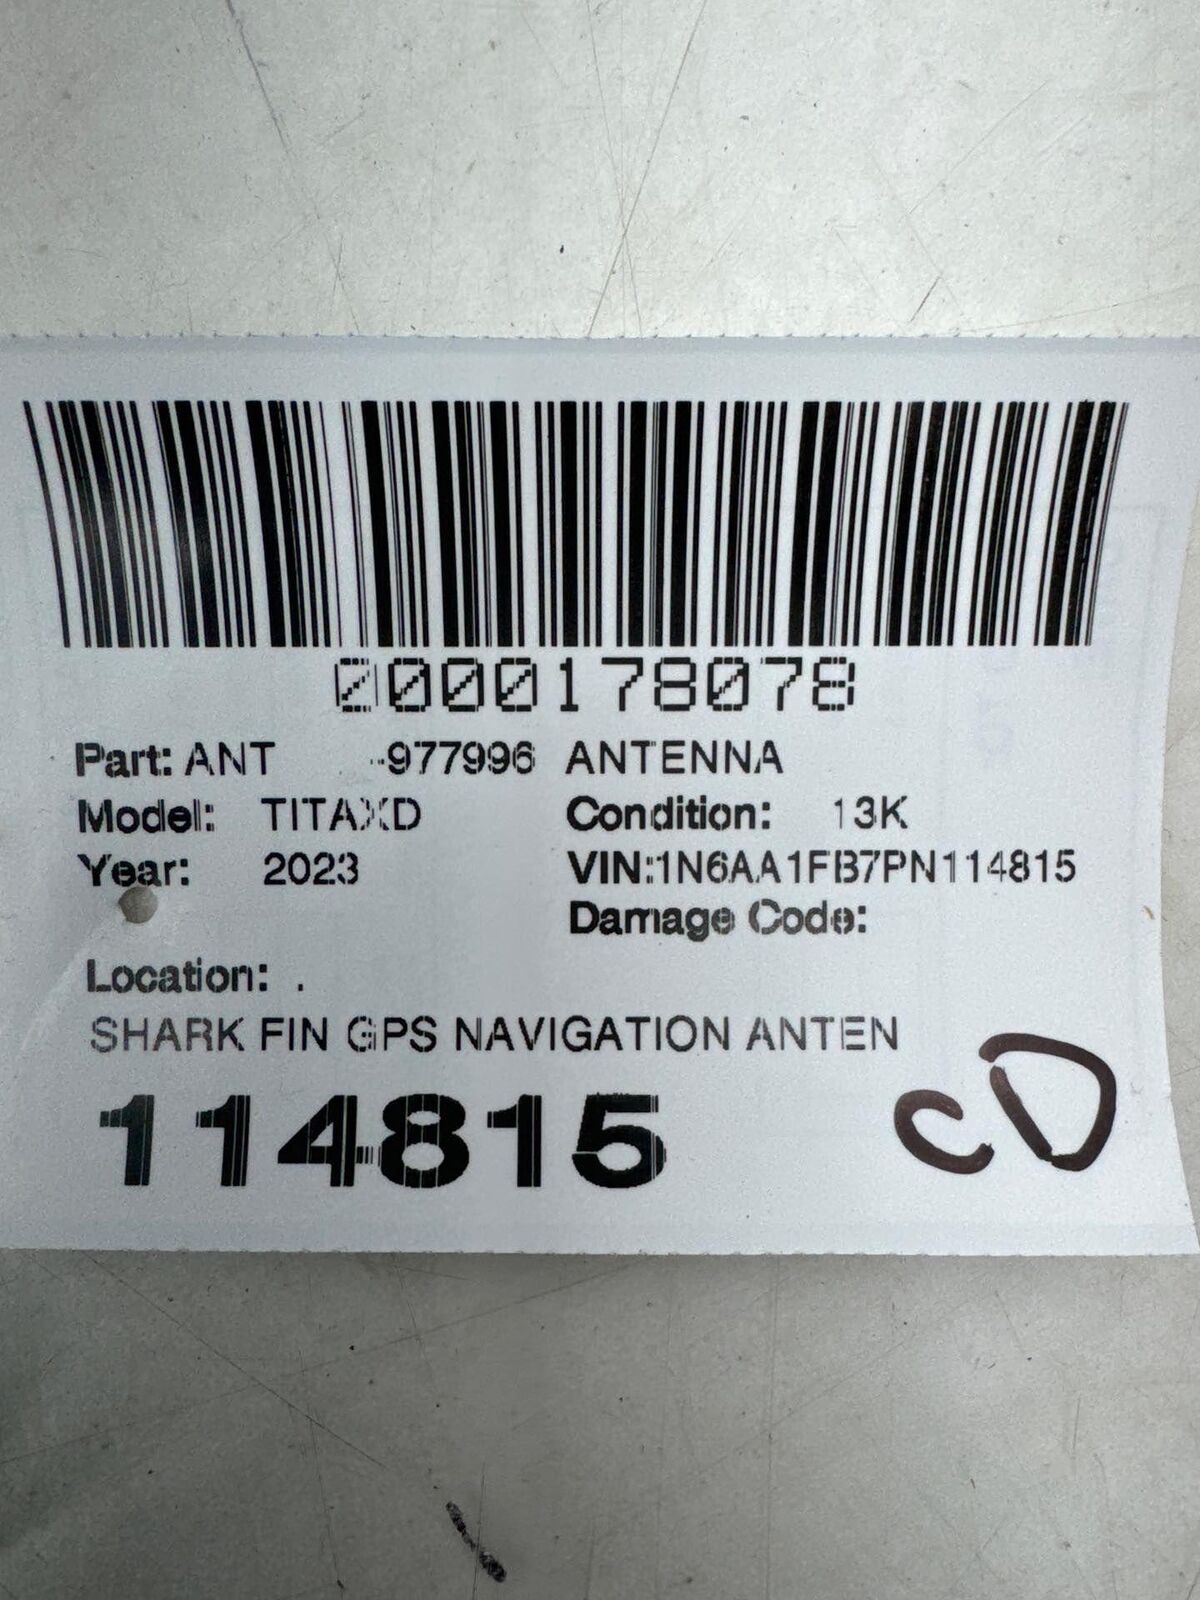 0000178078
Part: ANT -977996 ANTENNA
Model: TITAXD Condition: 13K
Year: 2023 VIN:1N6AA1FB7PN114815
Damage Code:
Location: .
SHARK FIN GPS NAVIGATION ANTEN
114815 CD